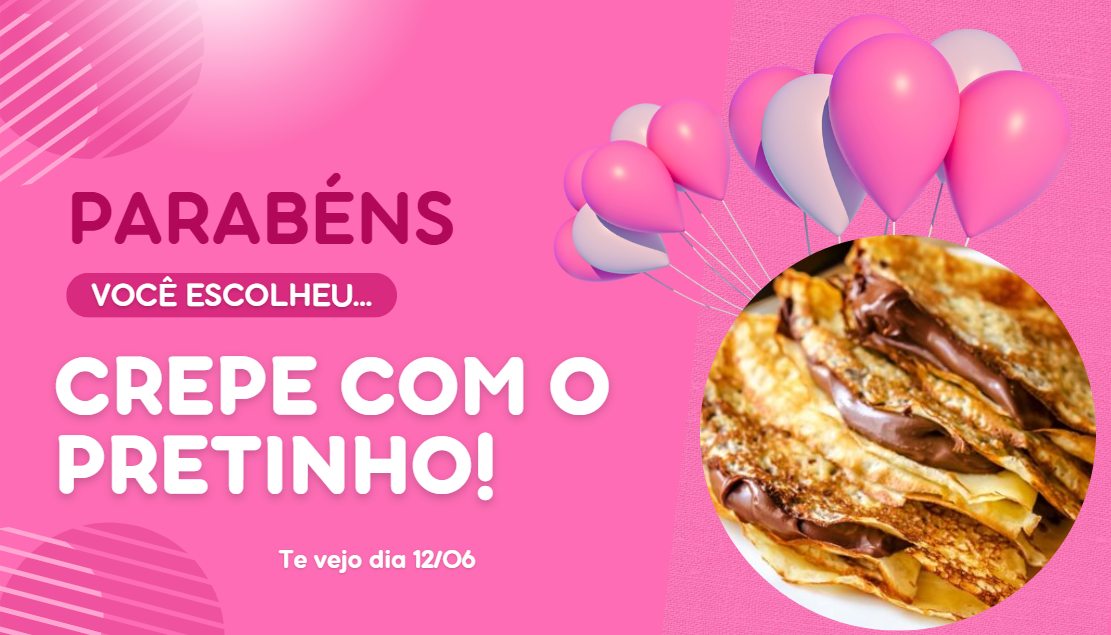 PARABÉNS
VOCÊ ESCOLHEU...
CREPE COM O
PRETINHO!
Te vejo dia 12/06